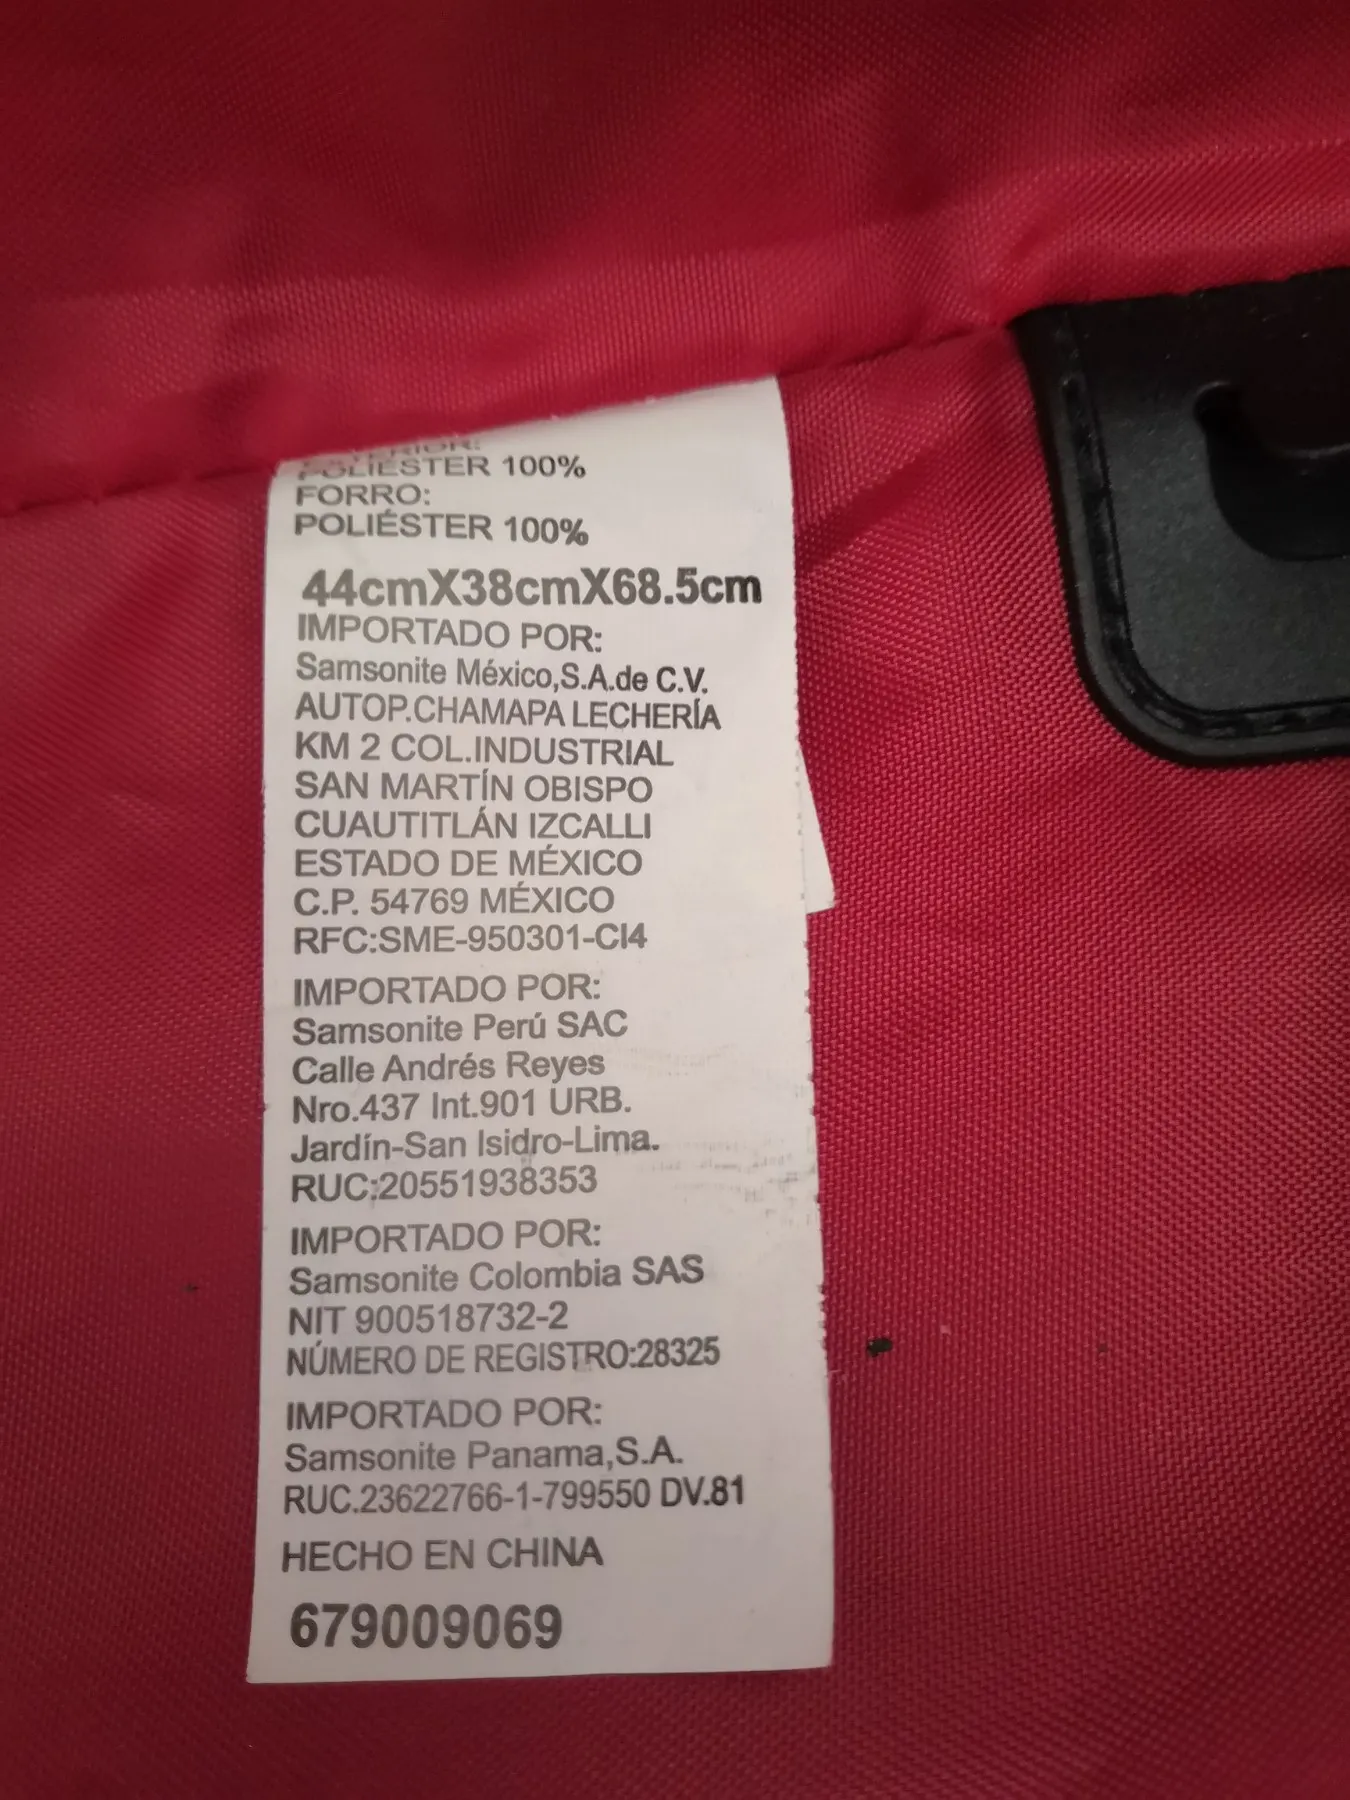 POLIÉSTER 100%
FORRO:
POLIÉSTER 100%
44cmX38cmX68.5cm
IMPORTADO POR:
Samsonite México,S.A.de C.V.
AUTOP.CHAMAPA LECHERÍA
KM 2 COL.INDUSTRIAL
SAN MARTÍN OBISPO
CUAUTITLÁN IZCALLI
ESTADO DE MÉXICO
C.P. 54769 MÉXICO
RFC:SME-950301-CI4
IMPORTADO POR:
Samsonite Perú SAC
Calle Andrés Reyes
Nro.437 Int.901 URB.
Jardín-San Isidro-Lima.
RUC:20551938353
IMPORTADO POR:
Samsonite Colombia SAS
NIT 900518732-2
NÚMERO DE REGISTRO:28325
IMPORTADO POR:
Samsonite Panama,S.A.
RUC.23622766-1-799550 DV.81
HECHO EN CHINA
679009069